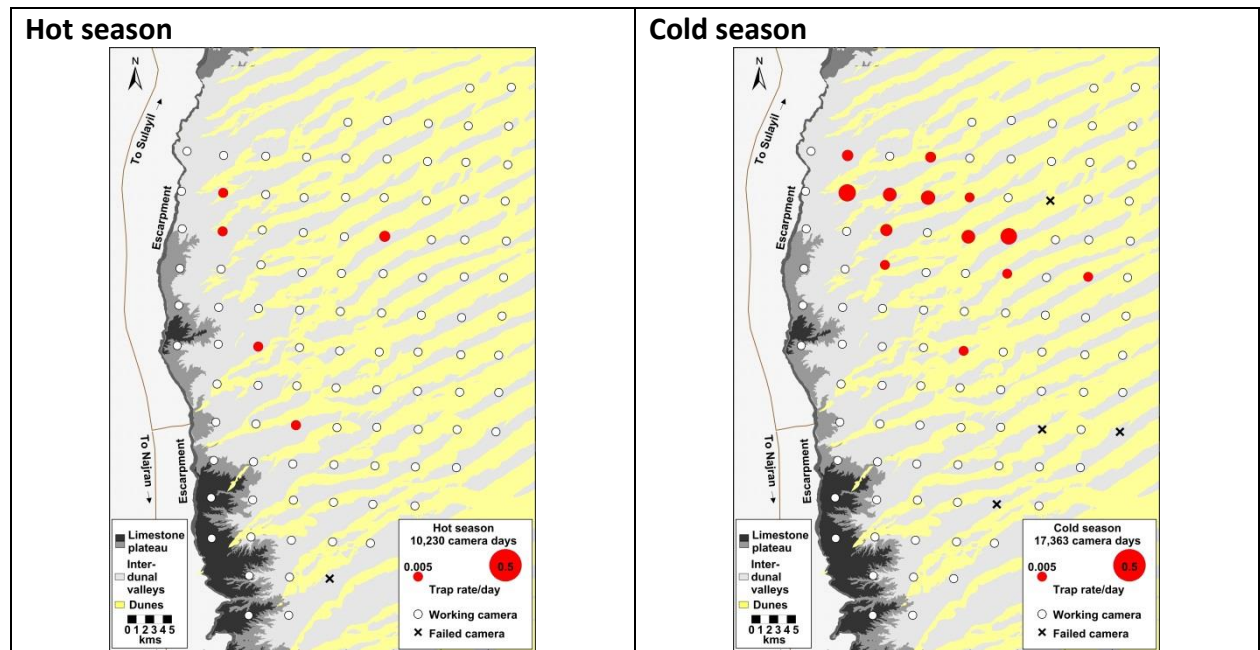 Hot season
N
To Sulayil →
Escarpment
To Najran →
Escarpment
Limestone
plateau
Inter-
dunal
valleys
Dunes
0 1 2 3 4 5
kms
Hot season
10,230 camera days
0.005
0.5
Trap rate/day
Working camera
Failed camera
Cold season
N
To Sulayil →
Escarpment
To Najran →
Escarpment
Limestone
plateau
Inter-
dunal
valleys
Dunes
0 1 2 3 4 5
kms
Cold season
17,363 camera days
0.005
0.5
Trap rate/day
Working camera
Failed camera